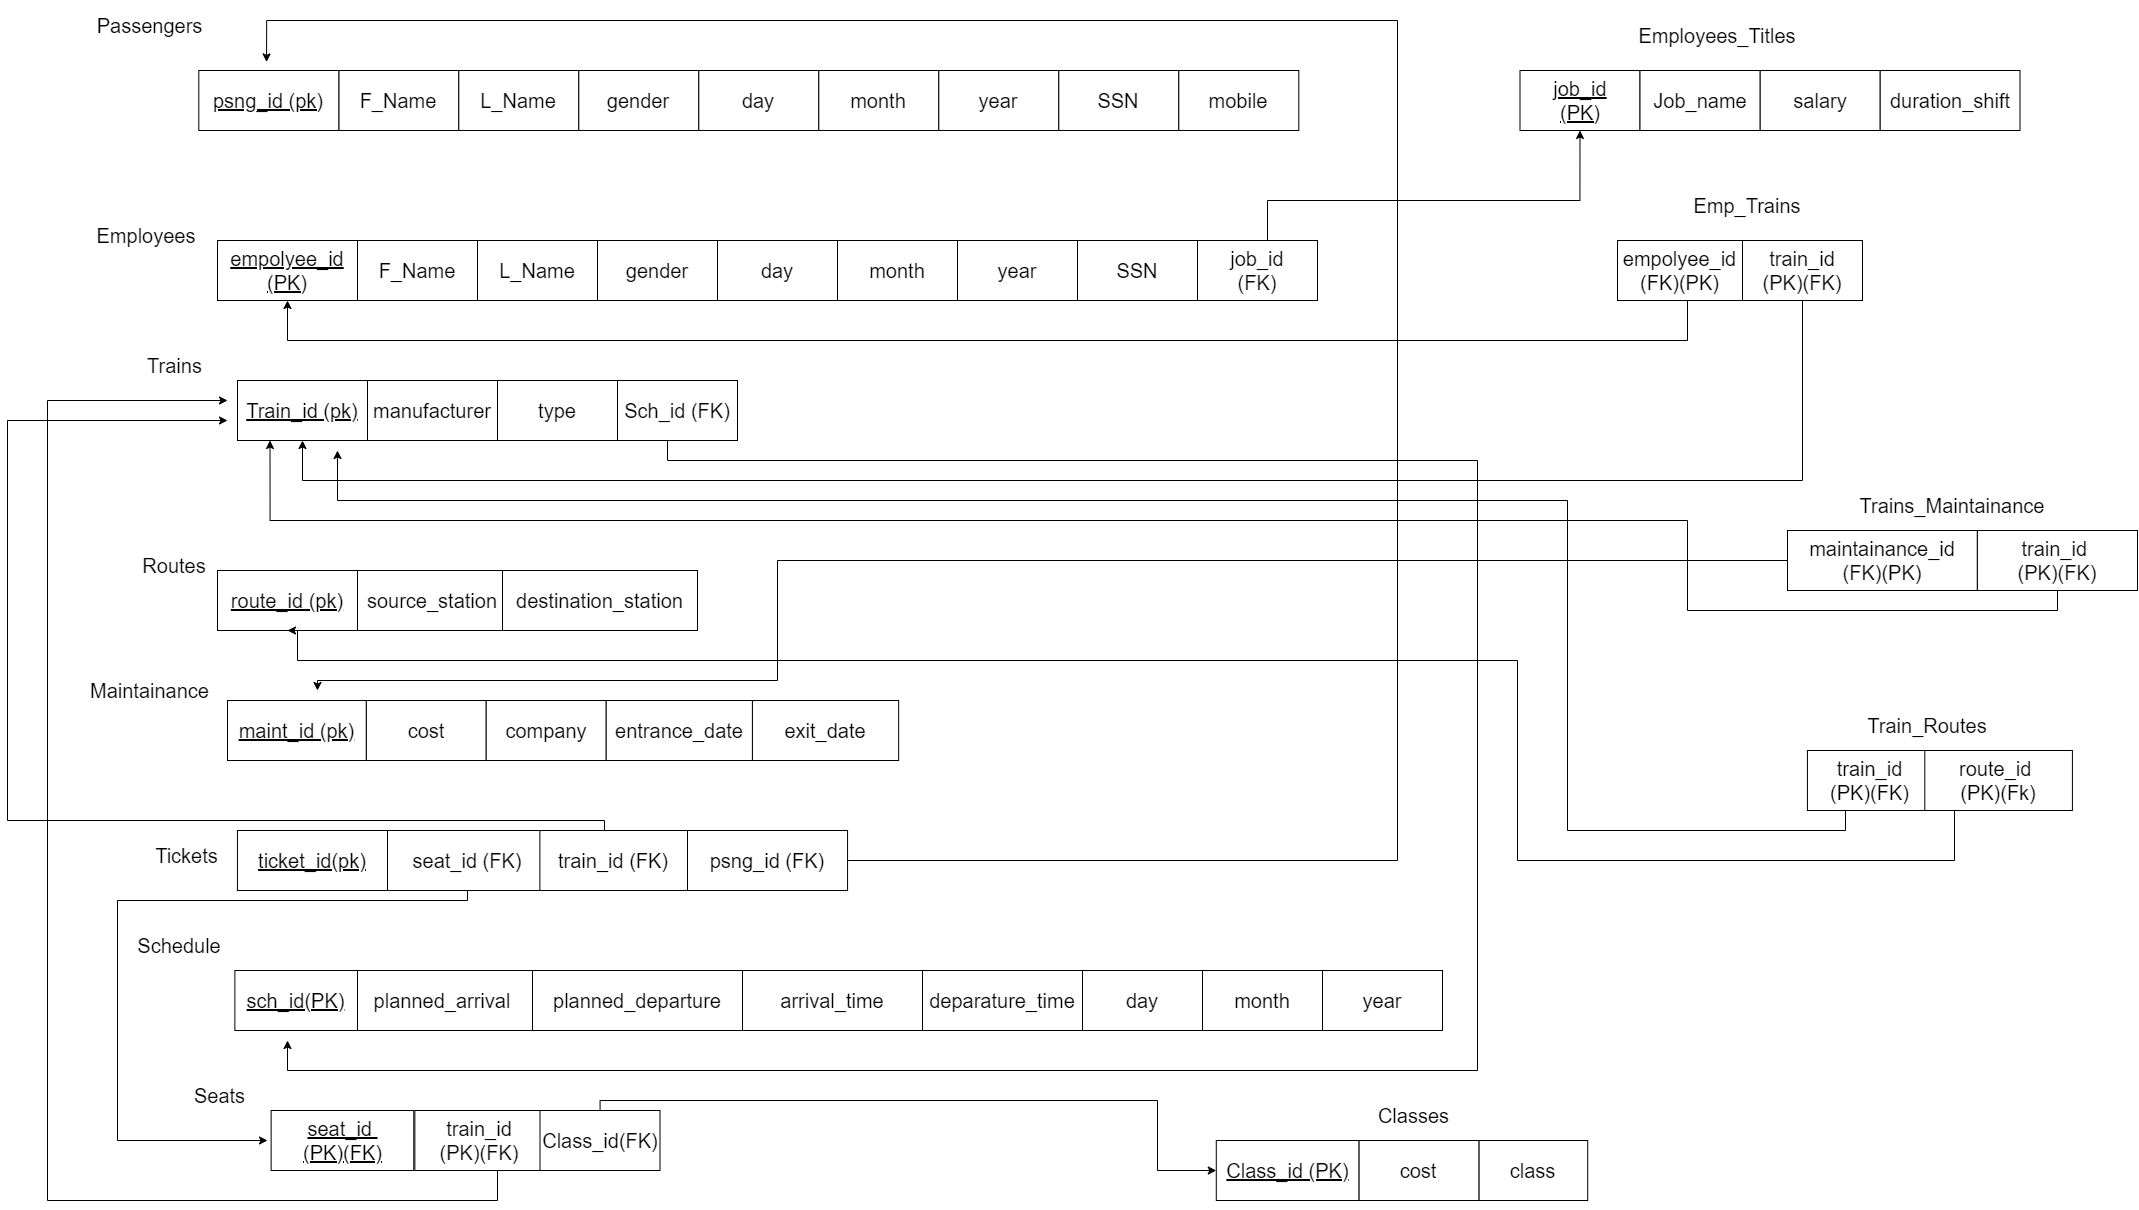 Passengers
psng_id (pk)
F_Name
L_Name
gender
day
month
year
SSN
mobile
Employees_Titles
job_id
(PK)
Job_name
salary
duration_shift
Emp_Trains
empolyee_id
(FK)(PK)
train_id
(PK)(FK)
Employees
empolyee_id
(PK)
F_Name
L_Name
gender
day
month
year
SSN
job_id
(FK)
Trains
Train_id (pk)
manufacturer
type
Sch_id (FK)
Trains_Maintainance
maintainance_id
(FK)(PK)
train_id
(PK)(FK)
Routes
route_id (pk)
source_station
destination_station
Maintainance
maint_id (pk)
cost
company
entrance_date
exit_date
Train_Routes
train_id
(PK)(FK)
route_id
(PK)(Fk)
Tickets
ticket_id(pk)
seat_id (FK)
train_id (FK)
psng_id (FK)
Schedule
sch_id(PK)
planned_arrival
planned_departure
arrival_time
deparature_time
day
month
year
Seats
seat_id
(PK)(FK)
train_id
(PK)(FK)
Class_id(FK)
Classes
Class_id (PK)
cost
class